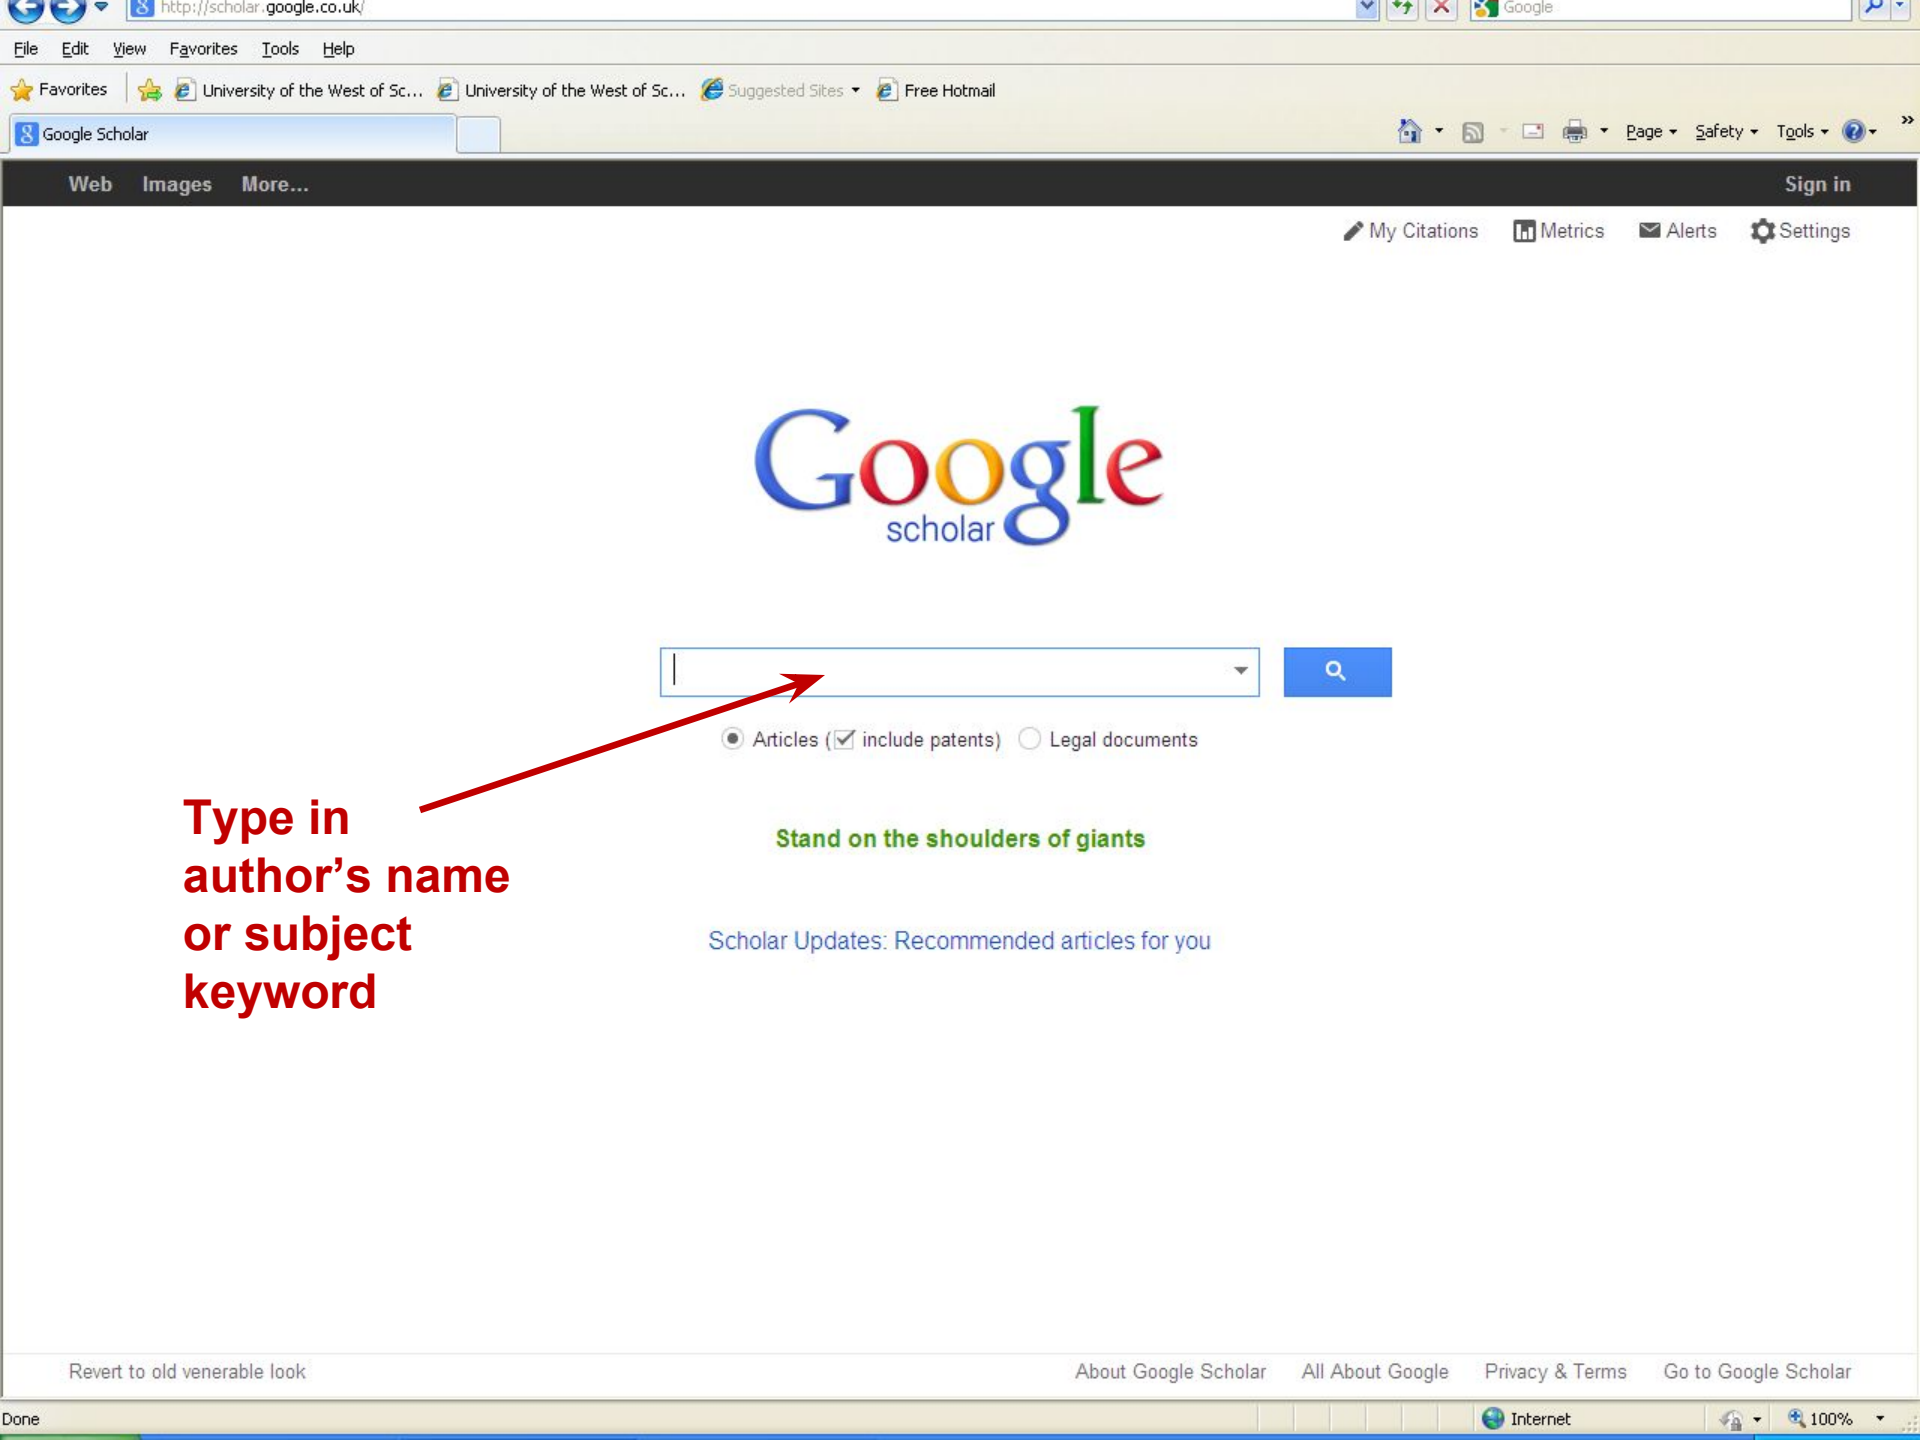 http://scholar.google.co.uk/ Google
File Edit View Favorites Tools Help
Favorites University of the West of Sc... University of the West of Sc... Suggested Sites Free Hotmail
Google Scholar Page Safety Tools »
Web Images More... Sign in
My Citations Metrics Alerts Settings
Google
scholar
Articles ( include patents) Legal documents
Type in
author’s name
or subject
keyword
Stand on the shoulders of giants
Scholar Updates: Recommended articles for you
Revert to old venerable look About Google Scholar All About Google Privacy & Terms Go to Google Scholar
Done Internet 100%